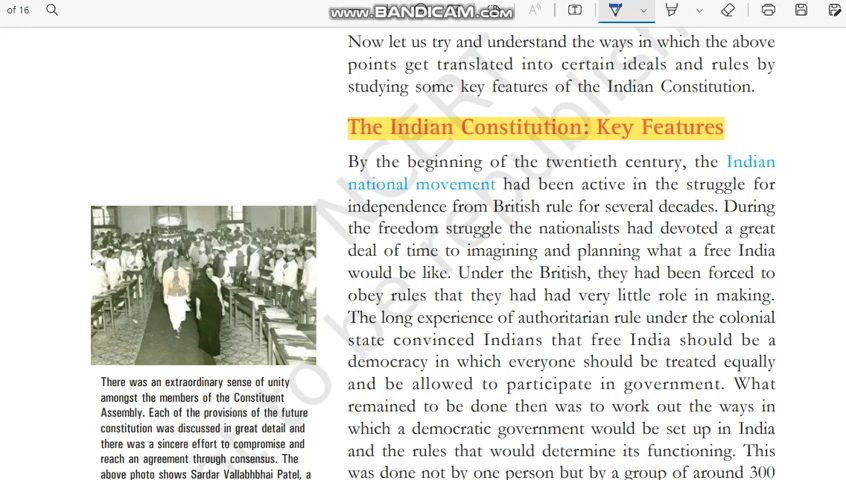 of 16
www.BANDICAM.com
Now let us try and understand the ways in which the above
points get translated into certain ideals and rules by
studying some key features of the Indian Constitution.
The Indian Constitution: Key Features
By the beginning of the twentieth century, the Indian
national movement had been active in the struggle for
independence from British rule for several decades. During
the freedom struggle the nationalists had devoted a great
deal of time to imagining and planning what a free India
would be like. Under the British, they had been forced to
obey rules that they had had very little role in making.
The long experience of authoritarian rule under the colonial
state convinced Indians that free India should be a
democracy in which everyone should be treated equally
and be allowed to participate in government. What
remained to be done then was to work out the ways in
which a democratic government would be set up in India
and the rules that would determine its functioning. This
was done not by one person but by a group of around 300
There was an extraordinary sense of unity
amongst the members of the Constituent
Assembly. Each of the provisions of the future
constitution was discussed in great detail and
there was a sincere effort to compromise and
reach an agreement through consensus. The
above photo shows Sardar Vallabhbhai Patel, a
NCERT
to be republish